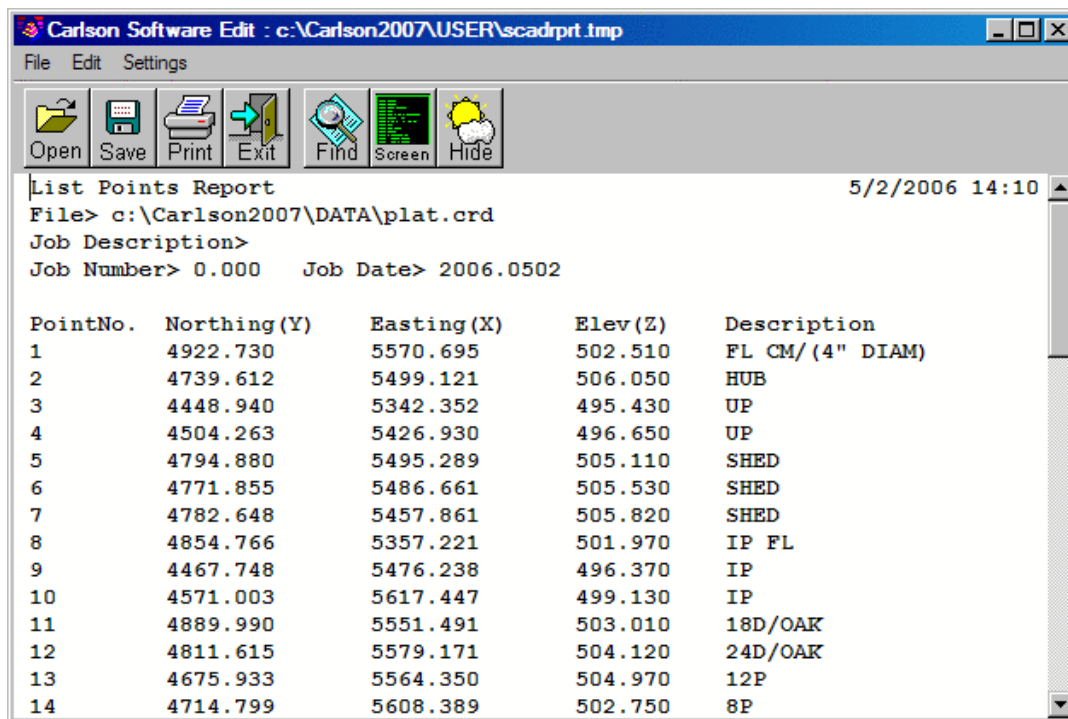 Carlson Software Edit : c:\Carlson2007\USER\scadrprt.tmp
File Edit Settings
Open Save Print Exit Find Screen Hide
List Points Report 5/2/2006 14:10
File> c:\Carlson2007\DATA\plat.crd
Job Description>
Job Number> 0.000 Job Date> 2006.0502
PointNo. Northing(Y) Easting(X) Elev(Z) Description
1 4922.730 5570.695 502.510 FL CM/(4" DIAM)
2 4739.612 5499.121 506.050 HUB
3 4448.940 5342.352 495.430 UP
4 4504.263 5426.930 496.650 UP
5 4794.880 5495.289 505.110 SHED
6 4771.855 5486.661 505.530 SHED
7 4782.648 5457.861 505.820 SHED
8 4854.766 5357.221 501.970 IP FL
9 4467.748 5476.238 496.370 IP
10 4571.003 5617.447 499.130 IP
11 4889.990 5551.491 503.010 18D/OAK
12 4811.615 5579.171 504.120 24D/OAK
13 4675.933 5564.350 504.970 12P
14 4714.799 5608.389 502.750 8P